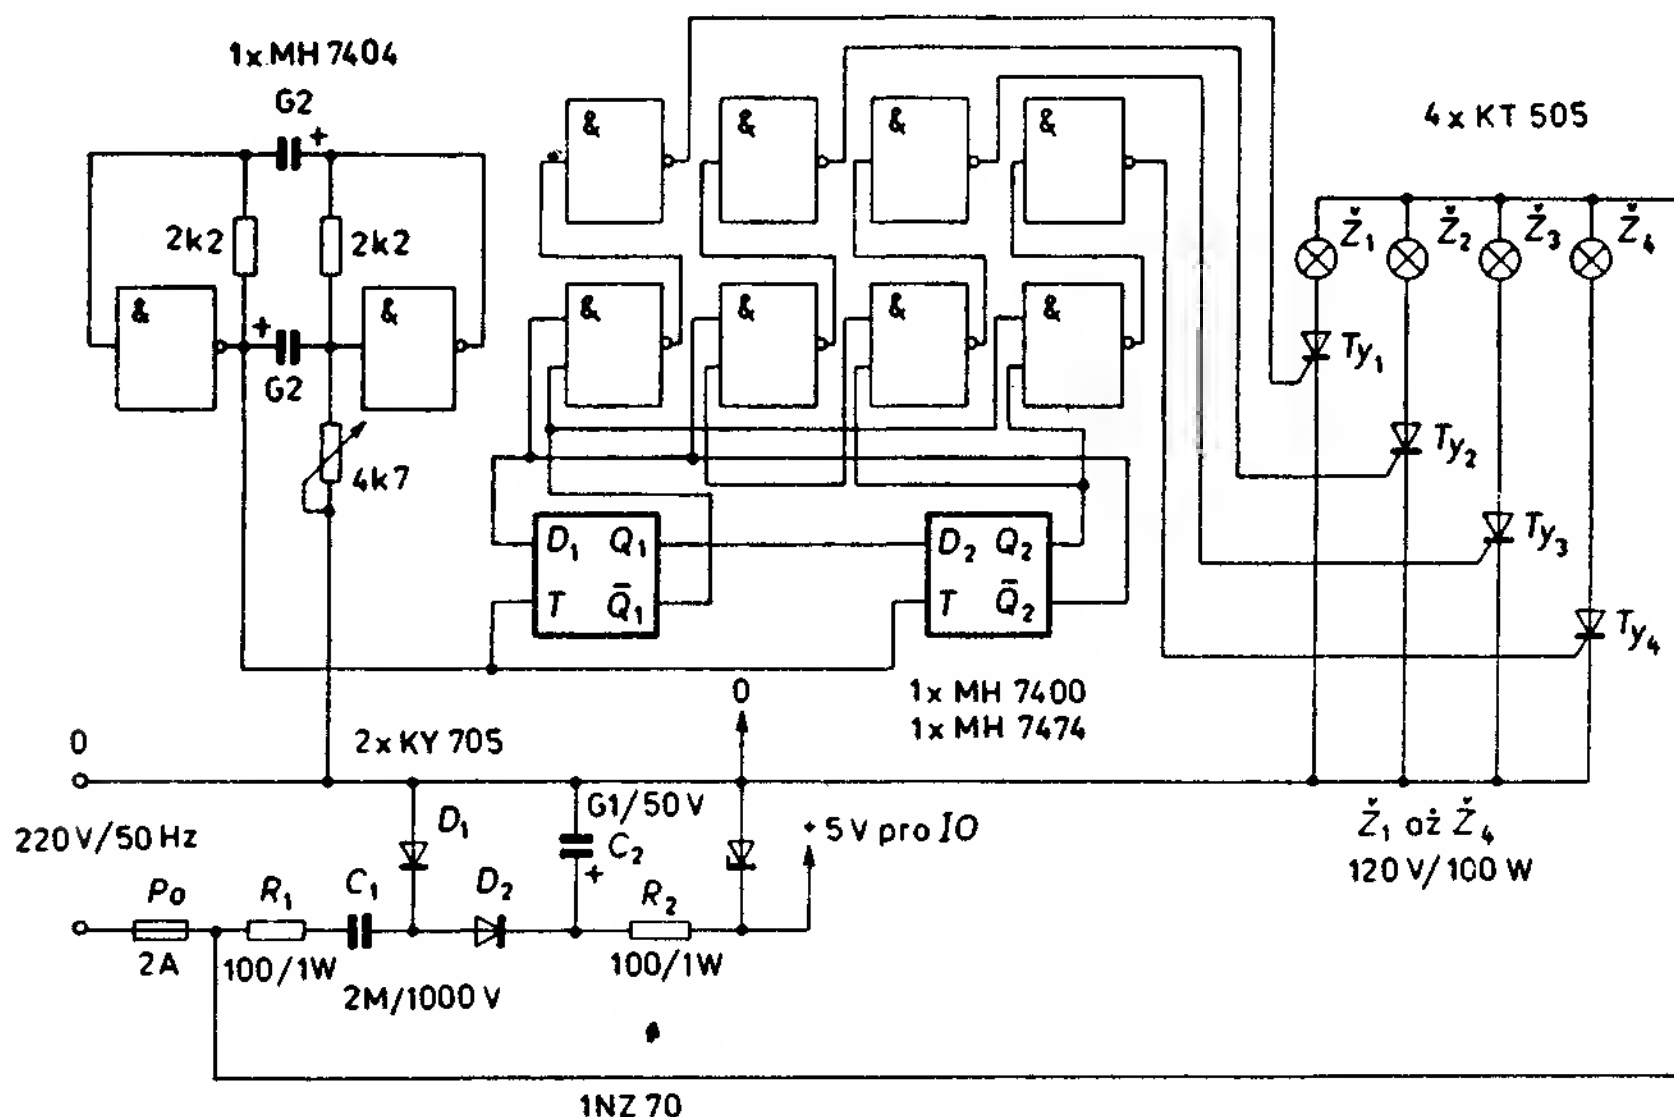 1x MH 7404
G2
+
2k2
2k2
&
&
+
G2
4k7
&
&
&
&
&
&
&
&
4 x KT 505
Ž1
Ž2
Ž3
Ž4
Ty1
Ty2
Ty3
Ty4
D1 Q1
T Q̄1
D2 Q2
T Q̄2
1x MH 7400
1x MH 7474
0
0
2x KY 705
220 V/50 Hz
D1
G1/50 V
C2
+
+ 5 V pro IO
Ž1 až Ž4
120 V/100 W
Po
R1
C1
D2
R2
2A
100/1W
2M/1000 V
100/1W
1NZ 70